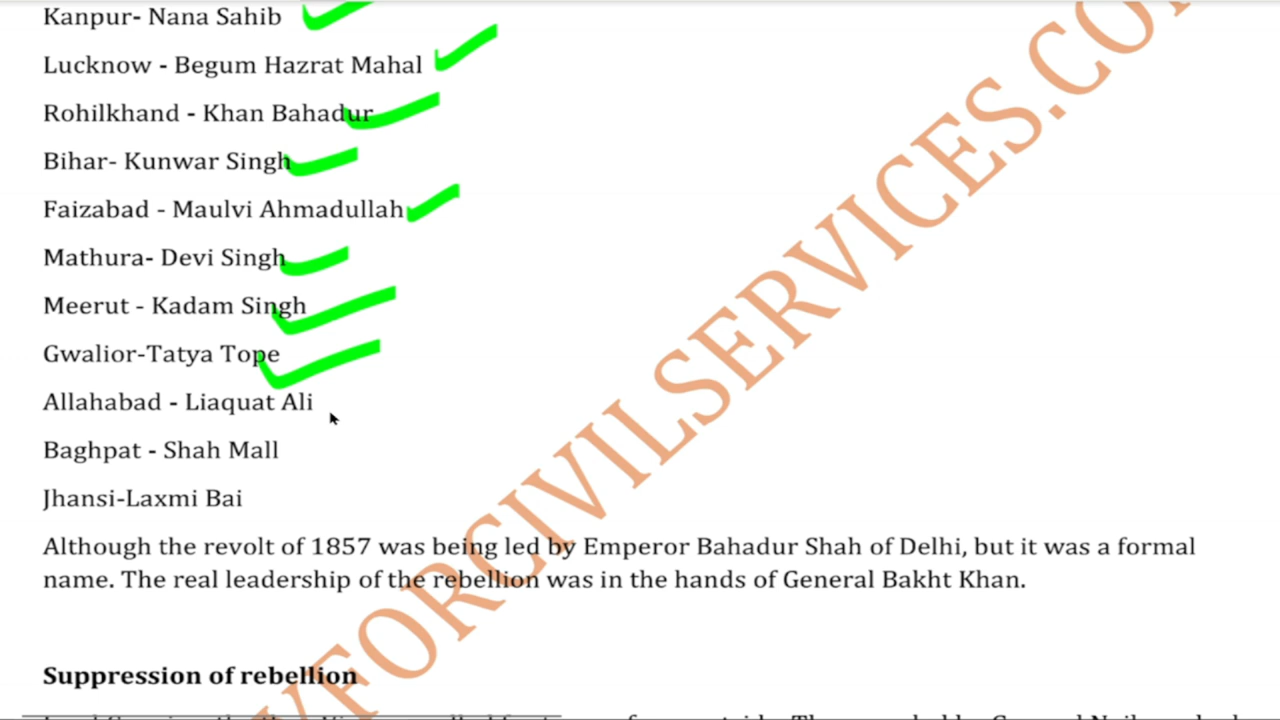 Kanpur- Nana Sahib
Lucknow - Begum Hazrat Mahal
Rohilkhand - Khan Bahadur
Bihar- Kunwar Singh
Faizabad - Maulvi Ahmadullah
Mathura- Devi Singh
Meerut - Kadam Singh
Gwalior-Tatya Tope
Allahabad - Liaquat Ali
Baghpat - Shah Mall
Jhansi-Laxmi Bai
Although the revolt of 1857 was being led by Emperor Bahadur Shah of Delhi, but it was a formal
name. The real leadership of the rebellion was in the hands of General Bakht Khan.
Suppression of rebellion
YFORCIVILSERVICES.CO